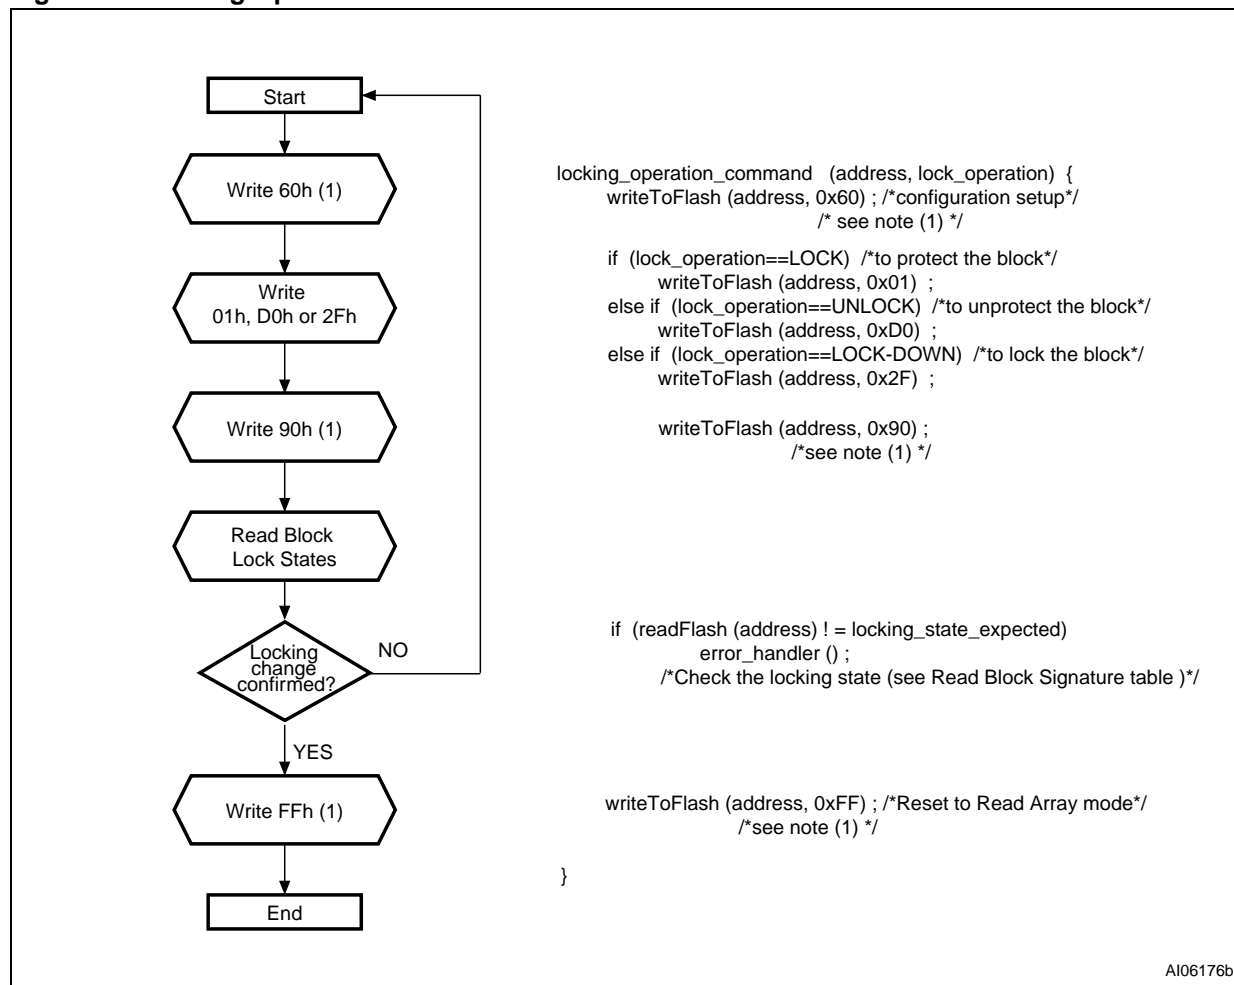 Start
Write 60h (1)
Write
01h, D0h or 2Fh
Write 90h (1)
Read Block
Lock States
Locking
change
confirmed?
NO
YES
Write FFh (1)
End
locking_operation_command (address, lock_operation) {
writeToFlash (address, 0x60) ; /*configuration setup*/
/* see note (1) */
if (lock_operation==LOCK) /*to protect the block*/
writeToFlash (address, 0x01) ;
else if (lock_operation==UNLOCK) /*to unprotect the block*/
writeToFlash (address, 0xD0) ;
else if (lock_operation==LOCK-DOWN) /*to lock the block*/
writeToFlash (address, 0x2F) ;
writeToFlash (address, 0x90) ;
/*see note (1) */
if (readFlash (address) ! = locking_state_expected)
error_handler () ;
/*Check the locking state (see Read Block Signature table )*/
writeToFlash (address, 0xFF) ; /*Reset to Read Array mode*/
/*see note (1) */
}
AI06176b